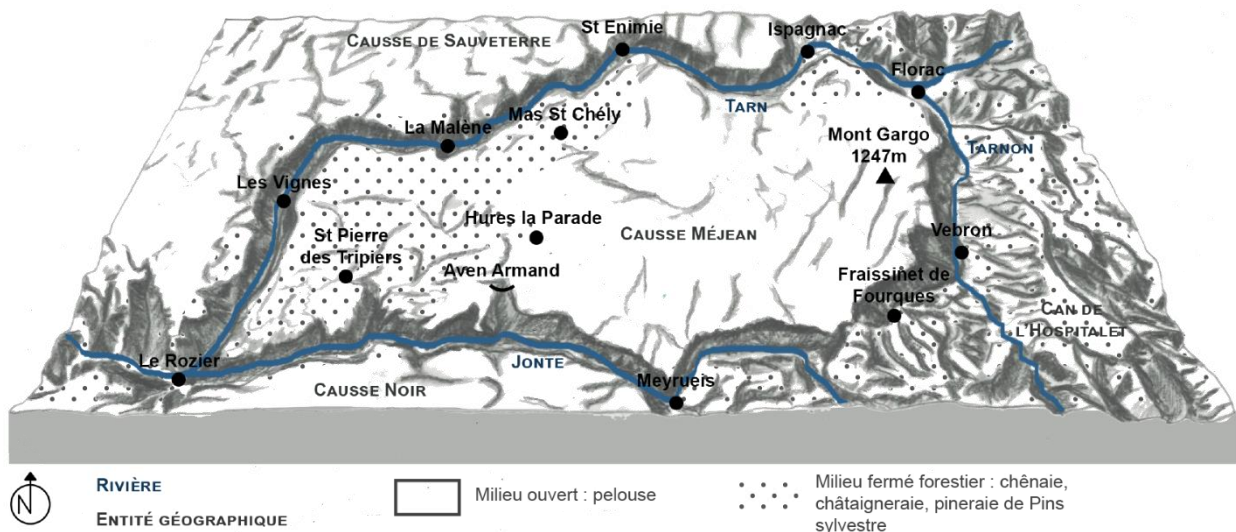 St Enimie
Ispagnac
CAUSSE DE SAUVETERRE
Florac
TARN
Mas St Chély
La Malène
Mont Gargo
1247m
TARNON
Les Vignes
Hures la Parade
CAUSSE MÉJEAN
Vebron
St Pierre
des Tripiers
Aven Armand
Fraissinet de
Fourques
CAN DE
L'HOSPITALET
Le Rozier
JONTE
CAUSSE NOIR
Meyrueis
N
RIVIÈRE
ENTITÉ GÉOGRAPHIQUE
Milieu ouvert : pelouse
Milieu fermé forestier : chênaie,
châtaigneraie, pineraie de Pins
sylvestre